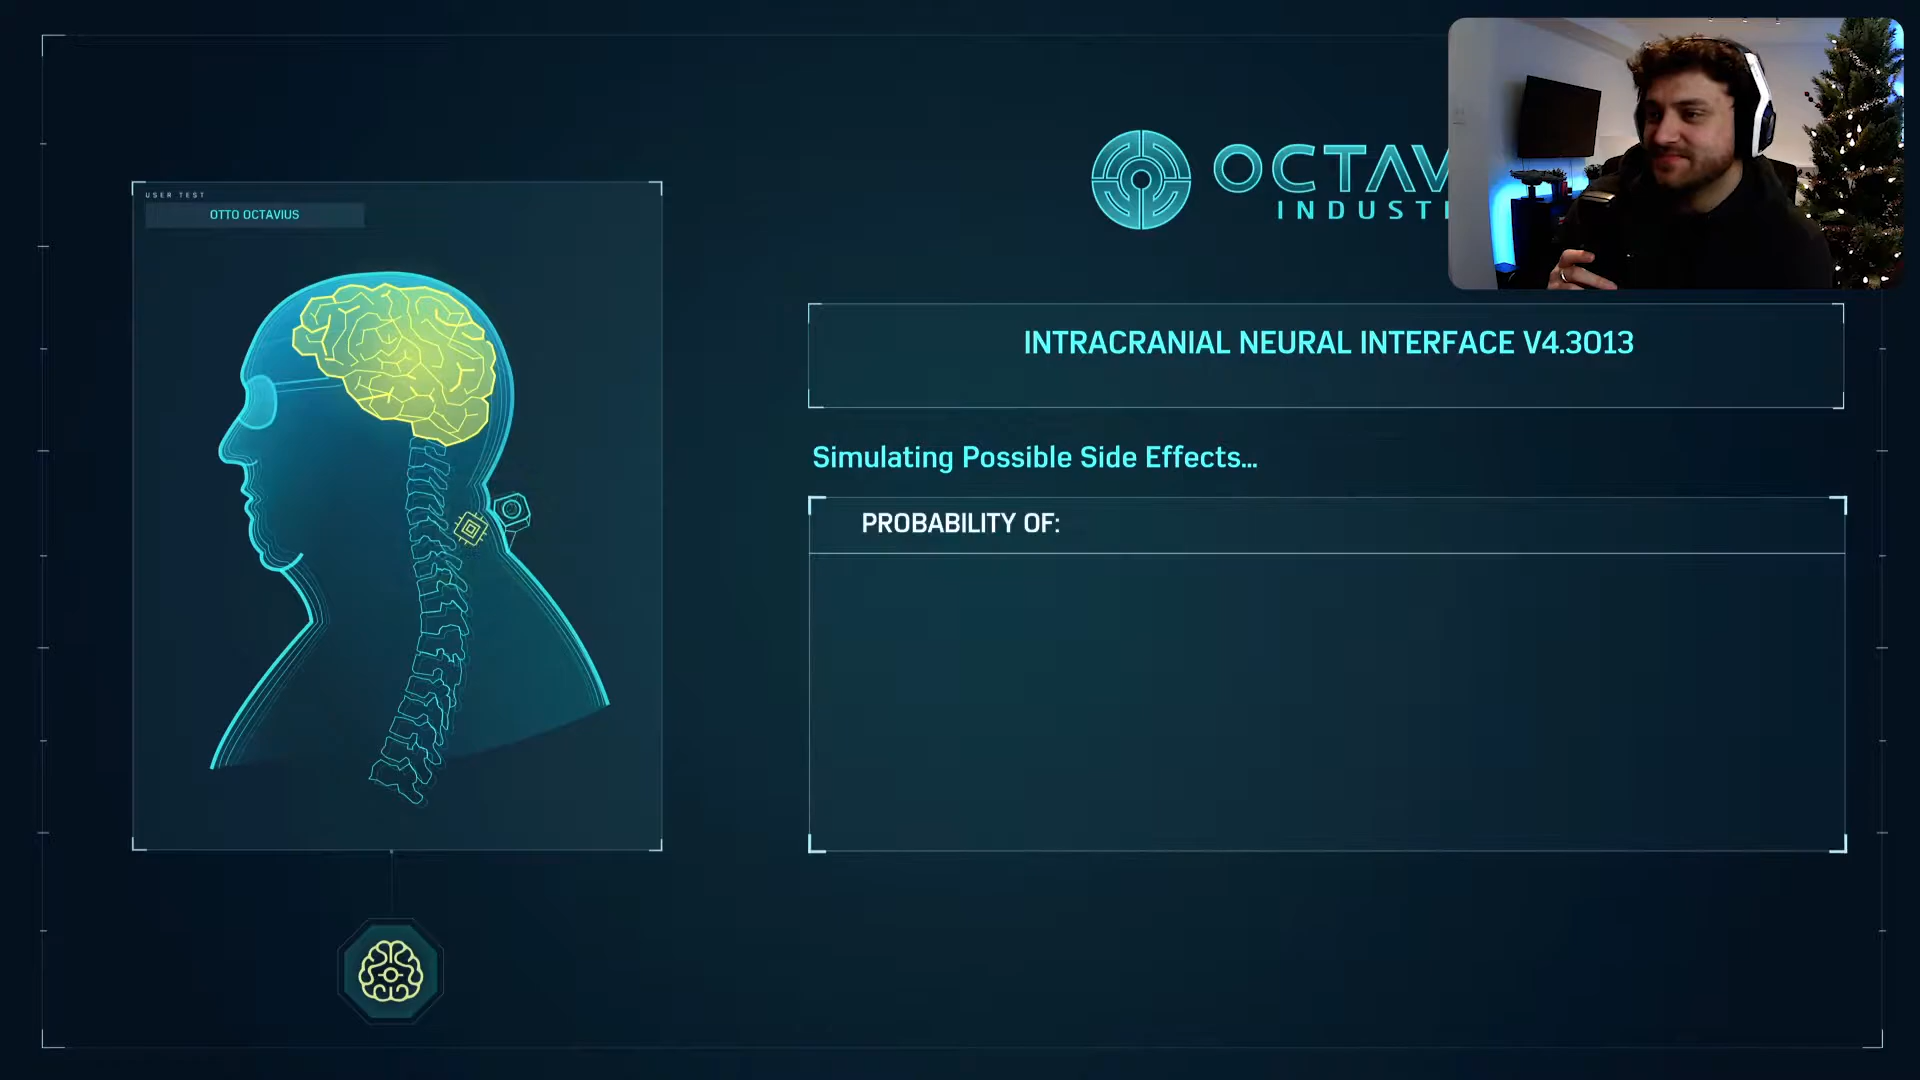 USER TEST
OTTO OCTAVIUS
OCTAV
INDUST
INTRACRANIAL NEURAL INTERFACE V4.3013
Simulating Possible Side Effects...
PROBABILITY OF: